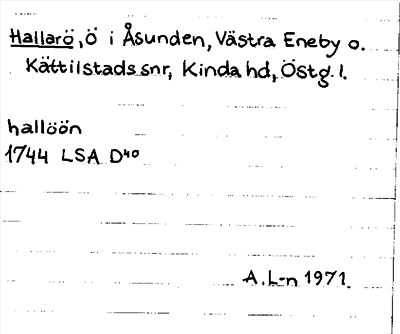 Hallarö, ö i Åsunden, Västra Eneby o.
Kättilstads snr, Kinda hd, Östg. l.
hallöön
1744 LSA D40
A. L-n 1971.